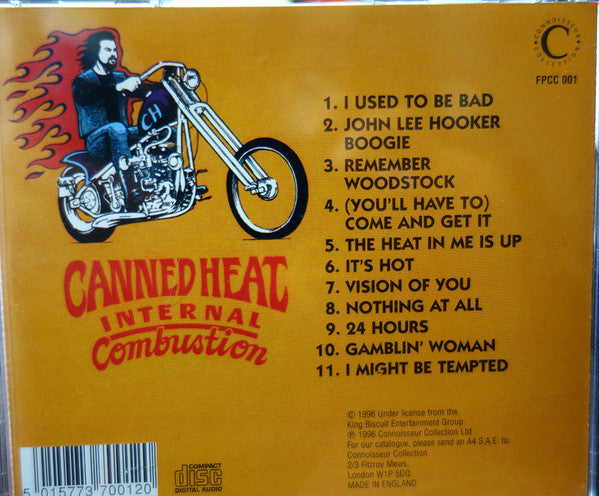 CONNOISSEUR
COLLECTION
C
FPCC 001
CH
1. I USED TO BE BAD
2. JOHN LEE HOOKER
BOOGIE
3. REMEMBER
WOODSTOCK
4. (YOU'LL HAVE TO)
COME AND GET IT
5. THE HEAT IN ME IS UP
6. IT'S HOT
7. VISION OF YOU
8. NOTHING AT ALL
9. 24 HOURS
10. GAMBLIN' WOMAN
11. I MIGHT BE TEMPTED
CANNED HEAT
INTERNAL
Combustion
© 1996 Under license from the
King Biscuit Entertainment Group.
℗ 1996 Connoisseur Collection Ltd
For our catalogue, please send an A4 S.A.E. to:
Connoisseur Collection
2/3 Fitzroy Mews,
London W1P 5DQ.
MADE IN ENGLAND
COMPACT
disc
DIGITAL AUDIO
5 015773 700120